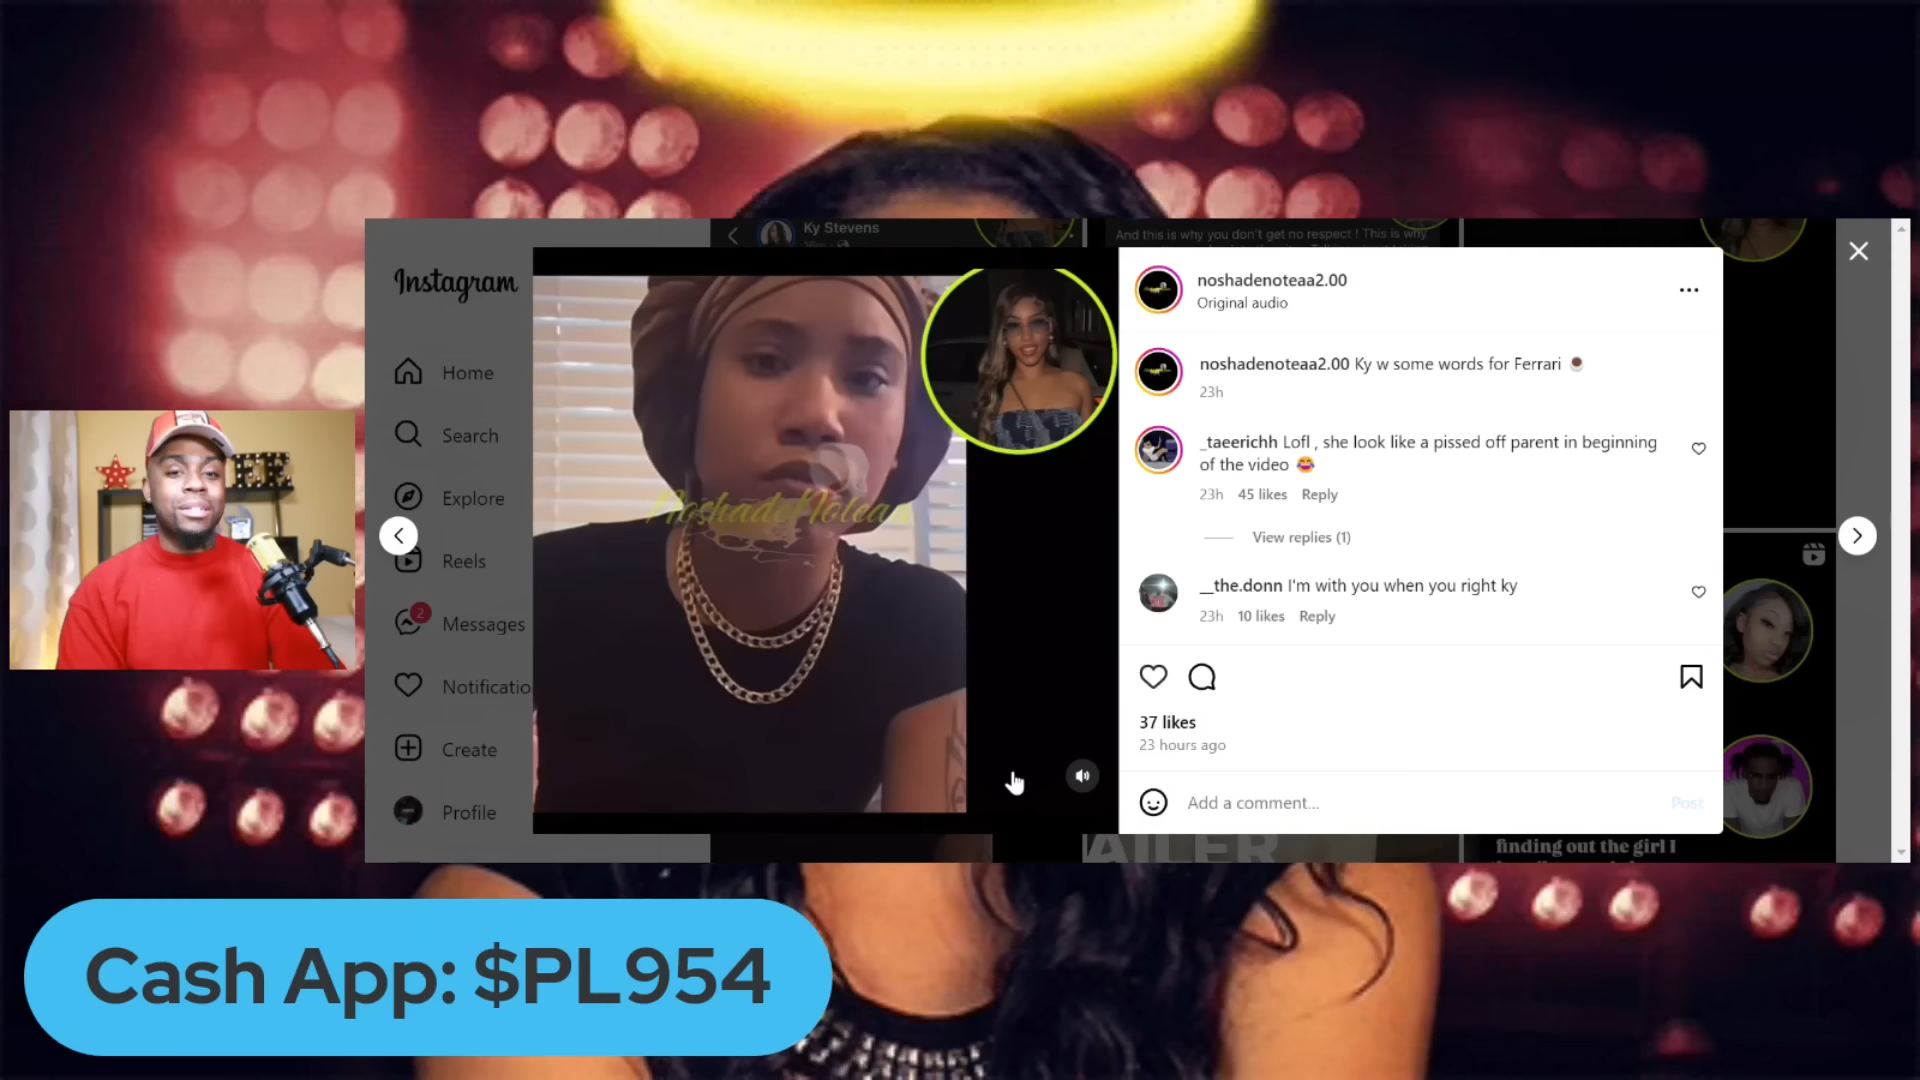 Ky Stevens
And this is why you don't get no respect ! This is why
Instagram
Home
Search
Explore
Reels
2
Messages
Notificatio
Create
Profile
NoshadeNoteaa
noshadenoteaa2.00
Original audio
noshadenoteaa2.00 Ky w some words for Ferrari ☕
23h
_taeerichh Lofl , she look like a pissed off parent in beginning
of the video 😂
23h 45 likes Reply
View replies (1)
__the.donn I'm with you when you right ky
23h 10 likes Reply
37 likes
23 hours ago
Add a comment...
Post
AILER
finding out the girl I
Cash App: $PL954